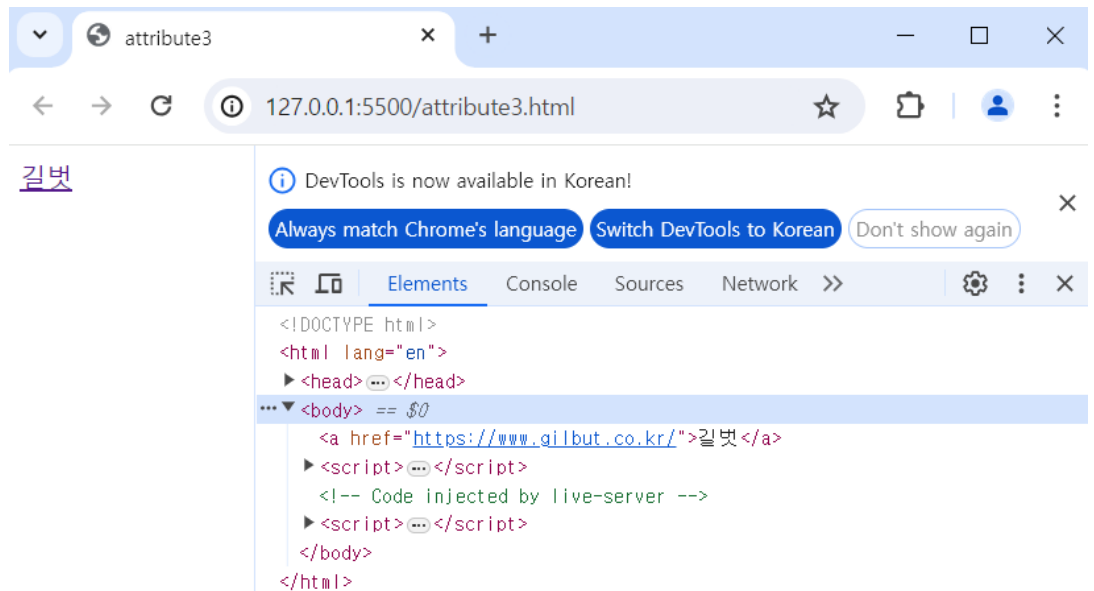 attribute3
127.0.0.1:5500/attribute3.html
길벗
DevTools is now available in Korean!
Always match Chrome's language Switch DevTools to Korean Don't show again
Elements Console Sources Network
<!DOCTYPE html>
<html lang="en">
<head>…</head>
<body> == $0
<a href="https://www.gilbut.co.kr/">길벗</a>
<script>…</script>
<!-- Code injected by live-server -->
<script>…</script>
</body>
</html>